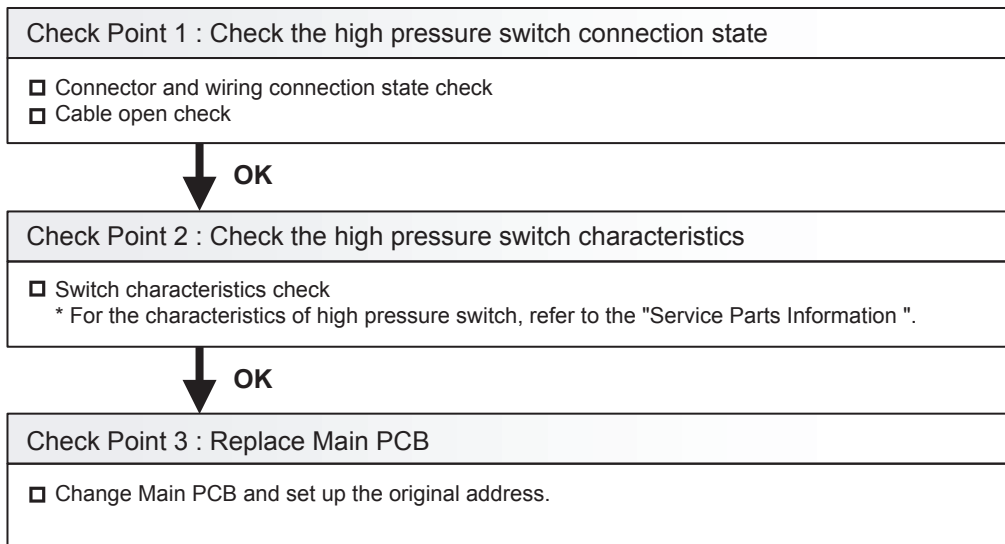 Check Point 1 : Check the high pressure switch connection state
Connector and wiring connection state check
Cable open check
OK
Check Point 2 : Check the high pressure switch characteristics
Switch characteristics check
* For the characteristics of high pressure switch, refer to the "Service Parts Information ".
OK
Check Point 3 : Replace Main PCB
Change Main PCB and set up the original address.